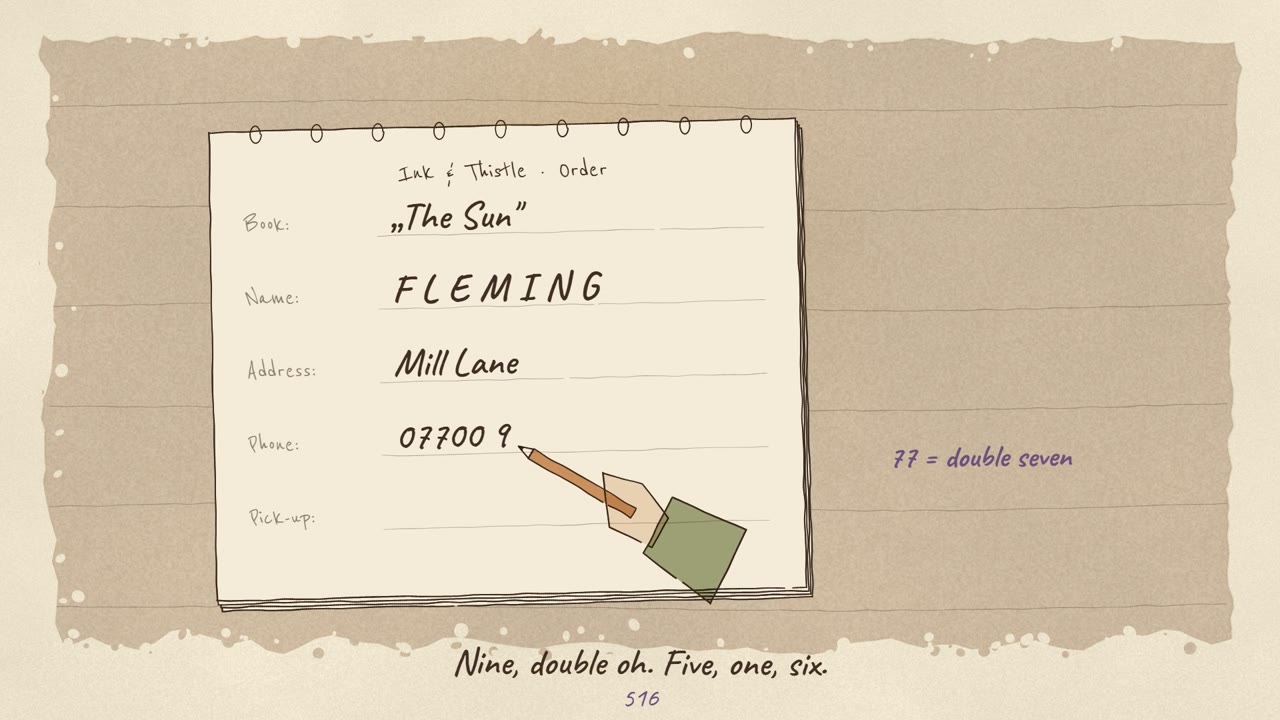 Ink & Thistle · Order
Book: „The Sun”
Name: FLEMING
Address: Mill Lane
Phone: 07700 9
77 = double seven
Pick-up:
Nine, double oh. Five, one, six.
516